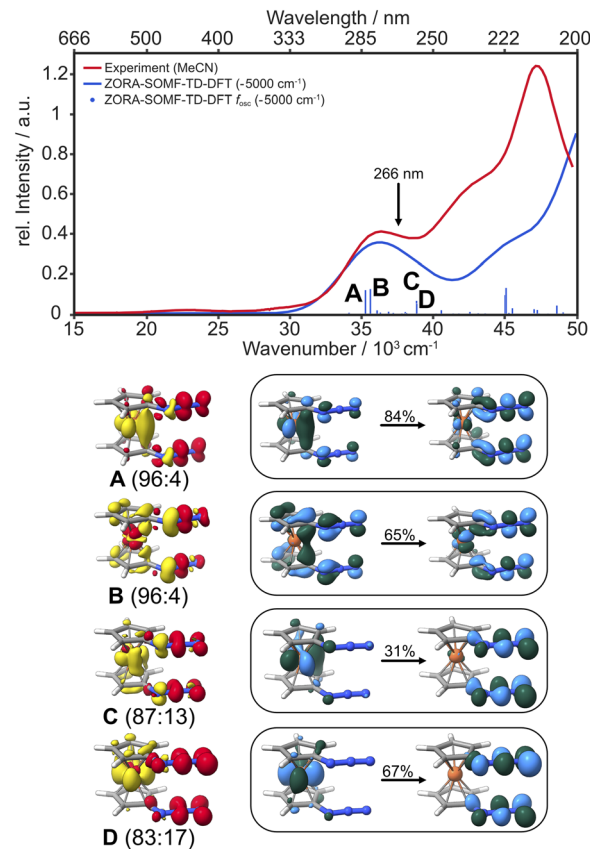 Wavelength / nm
666 500 400 333 285 250 222 200
Experiment (MeCN)
ZORA-SOMF-TD-DFT (-5000 cm⁻¹)
ZORA-SOMF-TD-DFT fosc (-5000 cm⁻¹)
rel. Intensity / a.u.
1.2
1
0.8
0.6
0.4
0.2
0
266 nm
A B C D
15 20 30 35 40 45 50
Wavenumber / 10³ cm⁻¹
84%
A (96:4)
65%
B (96:4)
31%
C (87:13)
67%
D (83:17)